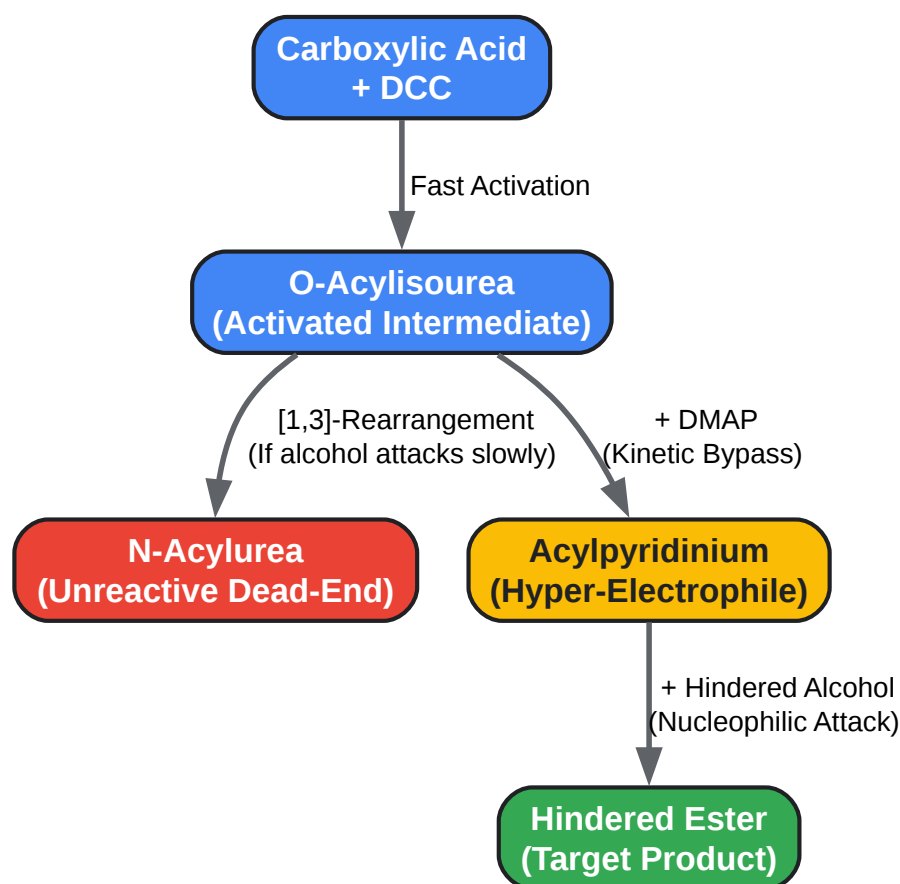 Carboxylic Acid
+ DCC
Fast Activation
O-Acylisourea
(Activated Intermediate)
[1,3]-Rearrangement
(If alcohol attacks slowly)
+ DMAP
(Kinetic Bypass)
N-Acylurea
(Unreactive Dead-End)
Acylpyridinium
(Hyper-Electrophile)
+ Hindered Alcohol
(Nucleophilic Attack)
Hindered Ester
(Target Product)